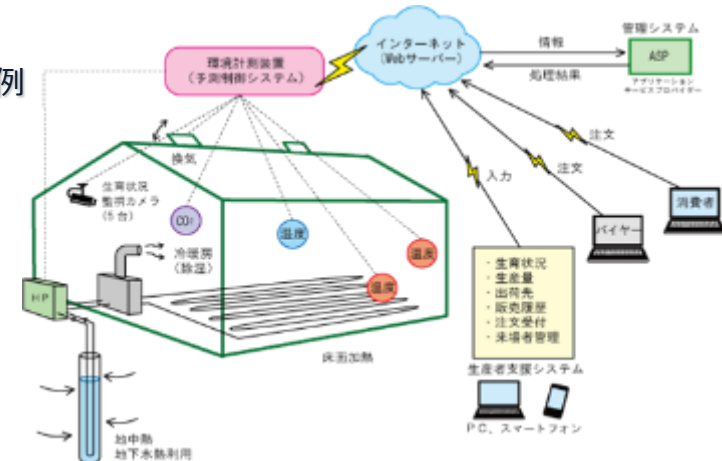 例
環境計測装置
(予測制御システム)
インターネット
(Webサーバー)
情報
処理結果
管理システム
ASP
アプリケーション
サービスプロバイダー
換気
生育状況
監視カメラ
(5台)
CO₂
温度
温度
温度
冷暖房
(除湿)
HP
床面加熱
地中熱
地下水熱利用
入力
注文
注文
バイヤー
消費者
・生育状況
・生産量
・出荷先
・販売履歴
・注文受付
・来場者管理
生産者支援システム
PC、スマートフォン